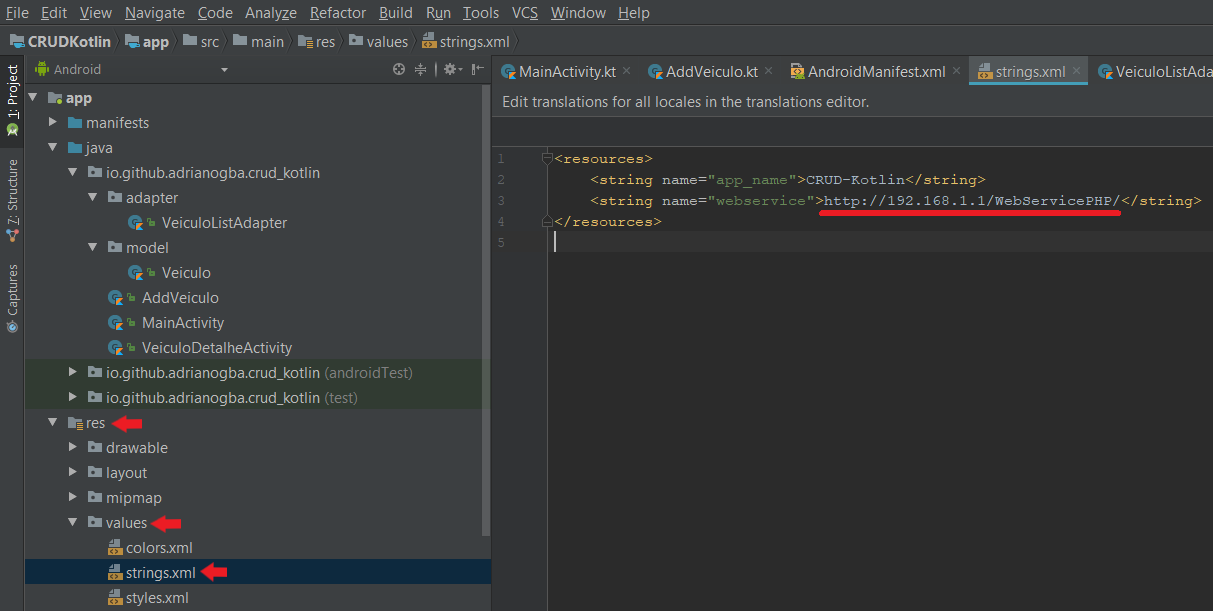 File Edit View Navigate Code Analyze Refactor Build Run Tools VCS Window Help
CRUDKotlin app src main res values strings.xml
1: Project
7: Structure
Captures
Android
app
manifests
java
io.github.adrianogba.crud_kotlin
adapter
VeiculoListAdapter
model
Veiculo
AddVeiculo
MainActivity
VeiculoDetalheActivity
io.github.adrianogba.crud_kotlin (androidTest)
io.github.adrianogba.crud_kotlin (test)
res
drawable
layout
mipmap
values
colors.xml
strings.xml
styles.xml
MainActivity.kt AddVeiculo.kt AndroidManifest.xml strings.xml VeiculoListAda
Edit translations for all locales in the translations editor.
1 <resources>
2 <string name="app_name">CRUD-Kotlin</string>
3 <string name="webservice">http://192.168.1.1/WebServicePHP/</string>
4 </resources>
5